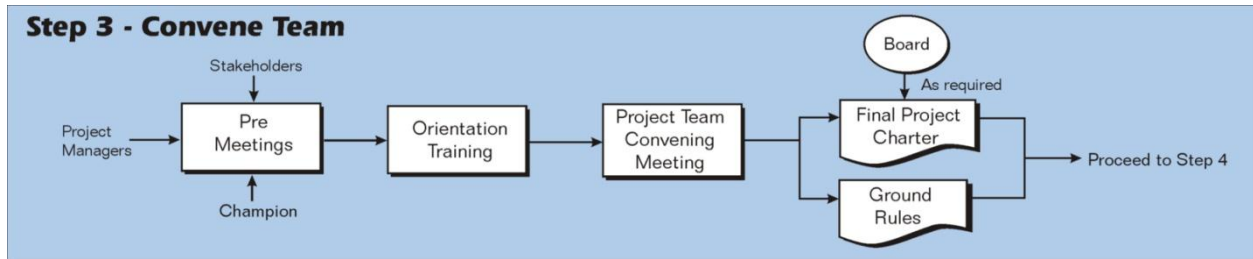 Step 3 - Convene Team
Stakeholders
Project
Managers
Pre
Meetings
Champion
Orientation
Training
Project Team
Convening
Meeting
Board
As required
Final Project
Charter
Ground
Rules
Proceed to Step 4